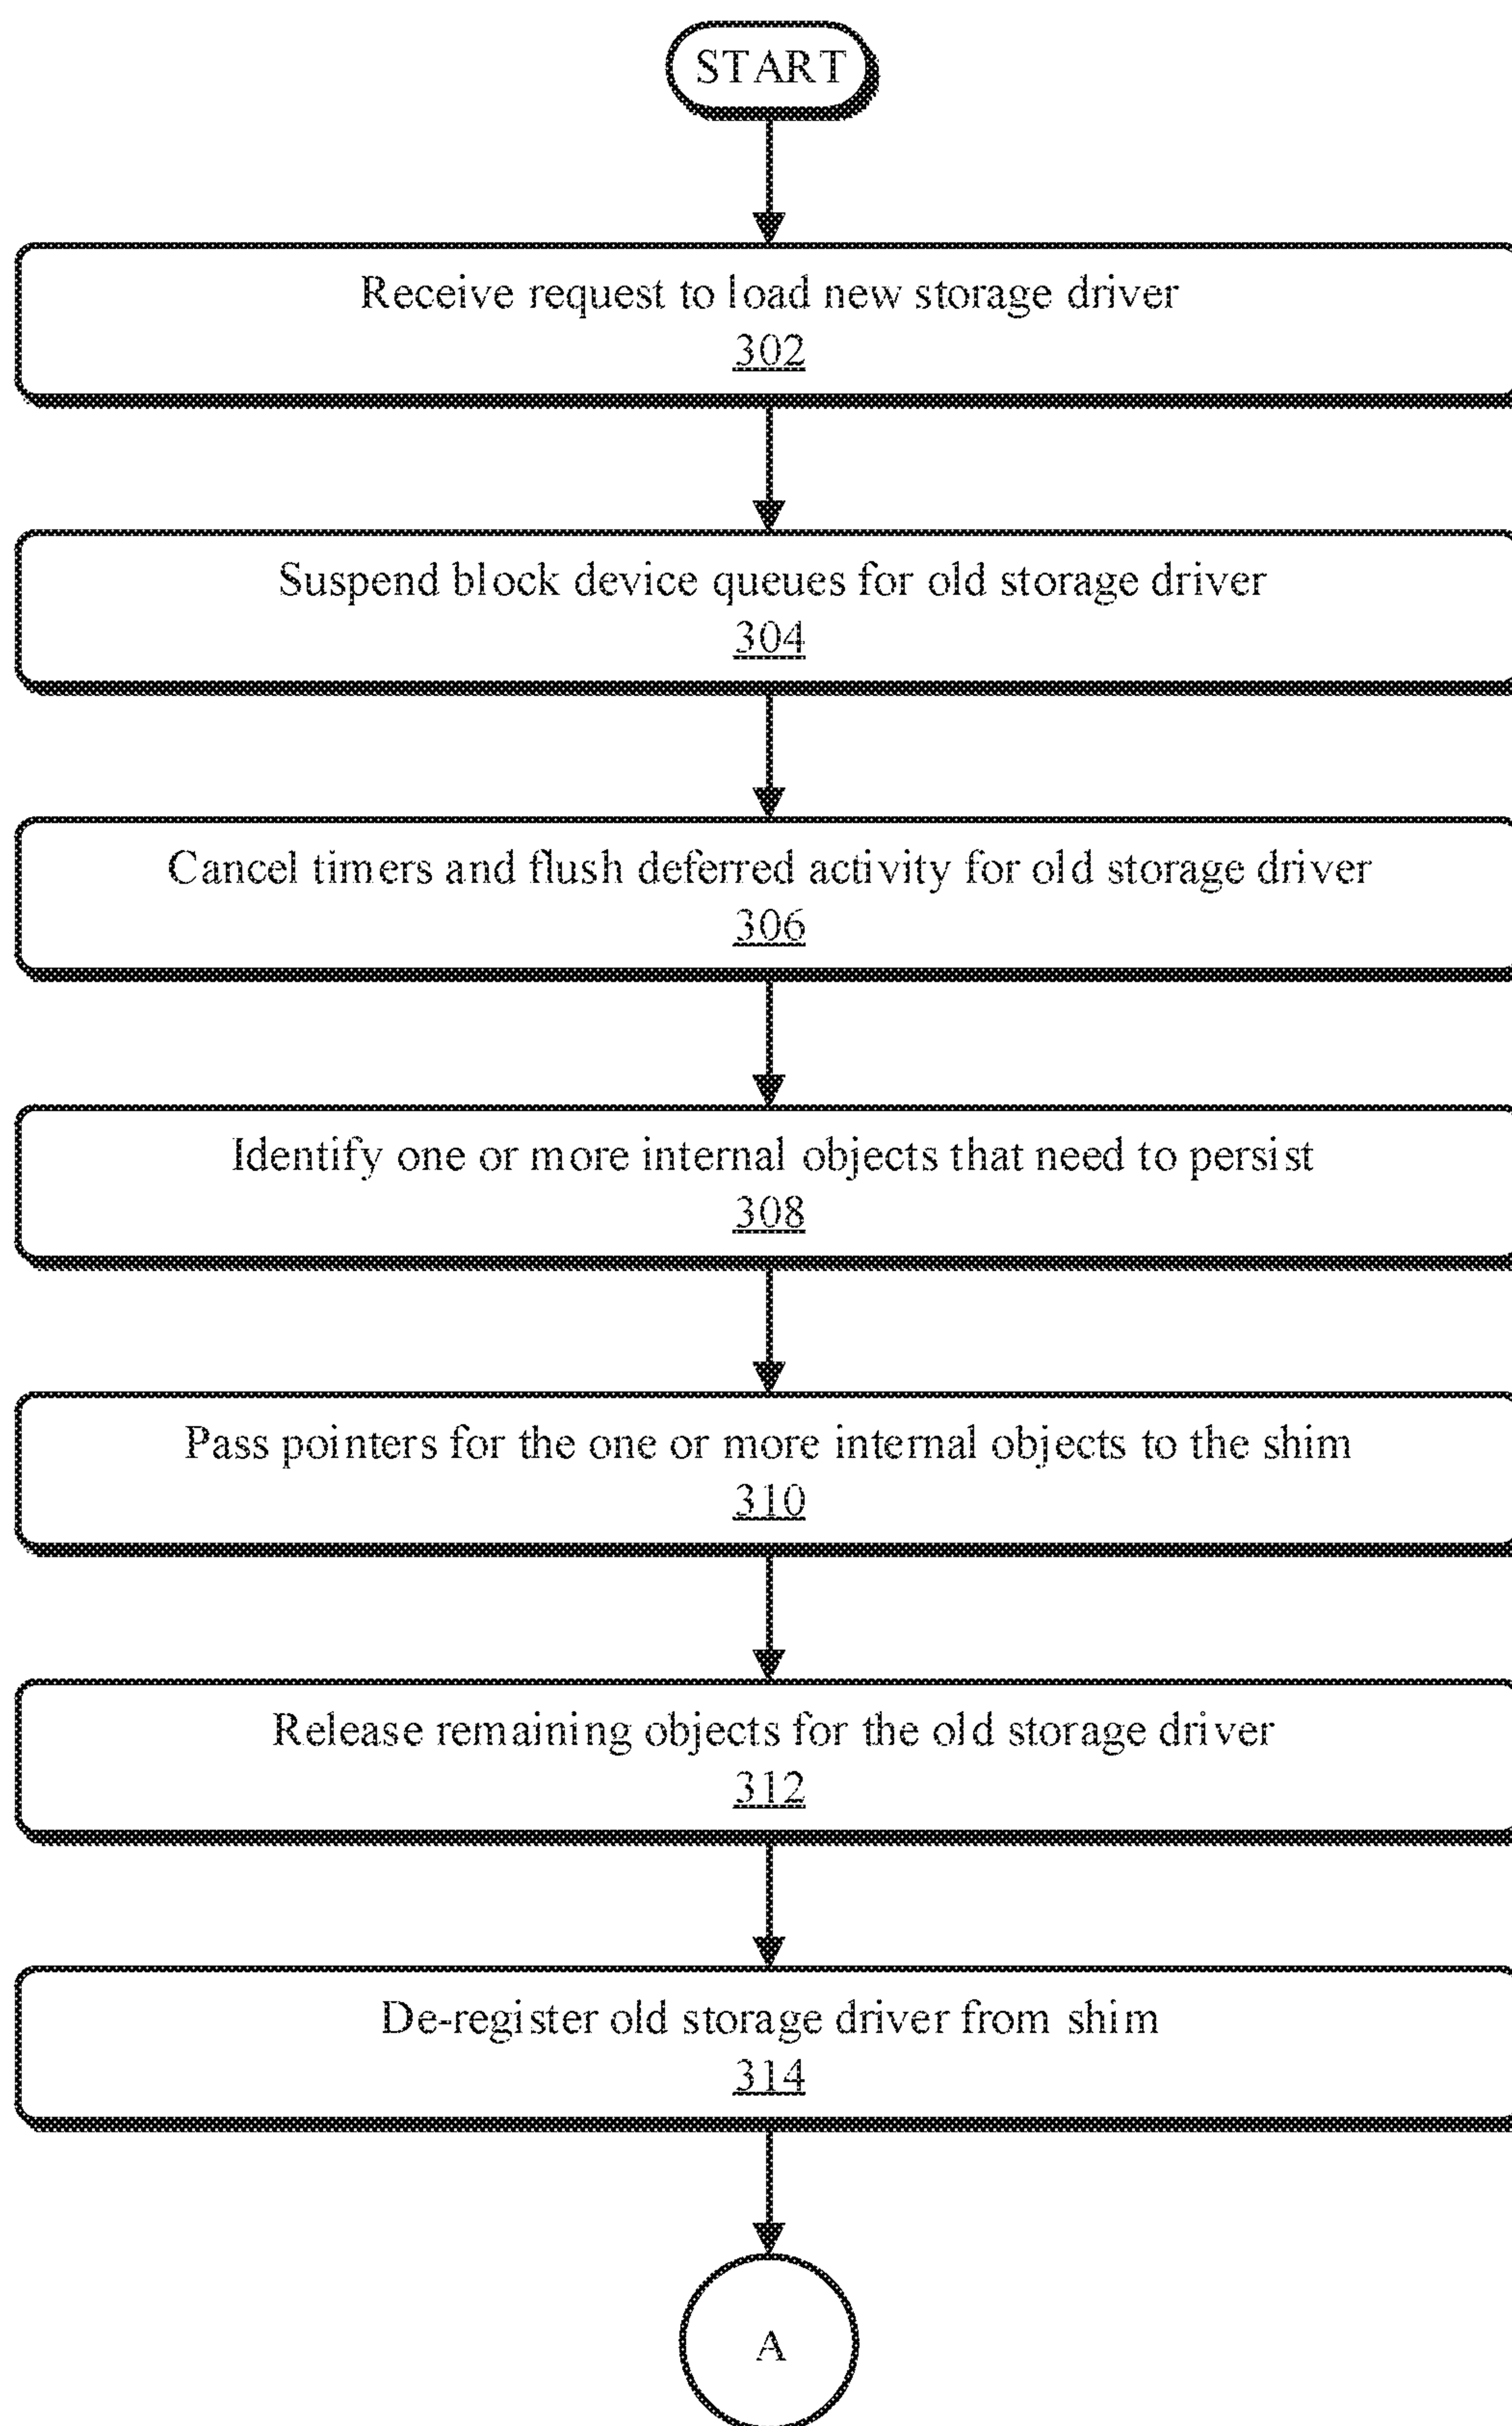 START
Receive request to load new storage driver
302
Suspend block device queues for old storage driver
304
Cancel timers and flush deferred activity for old storage driver
306
Identify one or more internal objects that need to persist
308
Pass pointers for the one or more internal objects to the shim
310
Release remaining objects for the old storage driver
312
De-register old storage driver from shim
314
A